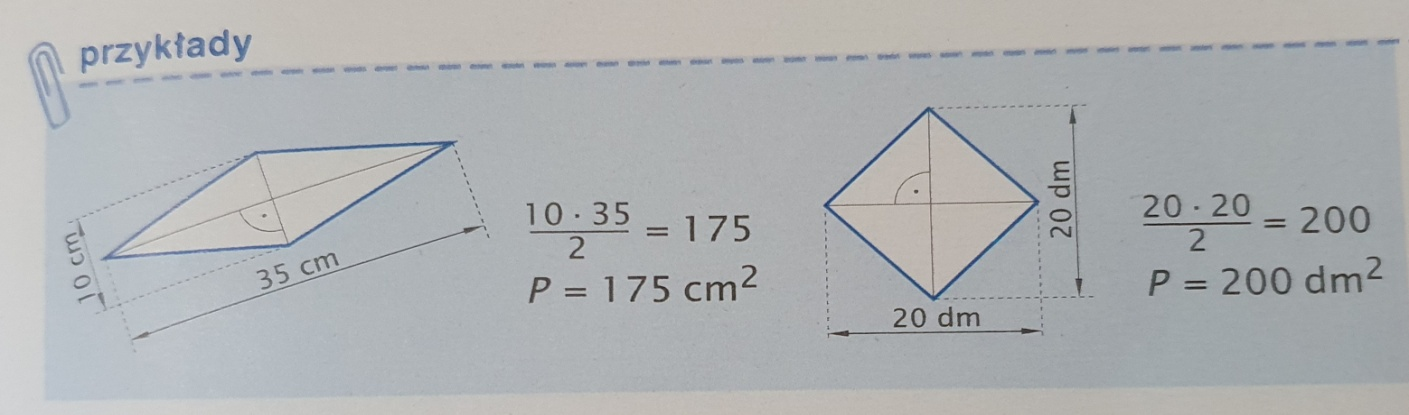 przykłady
10 cm
35 cm
10 · 35
2
= 175
P = 175 cm²
20 dm
20 dm
20 · 20
2
= 200
P = 200 dm²